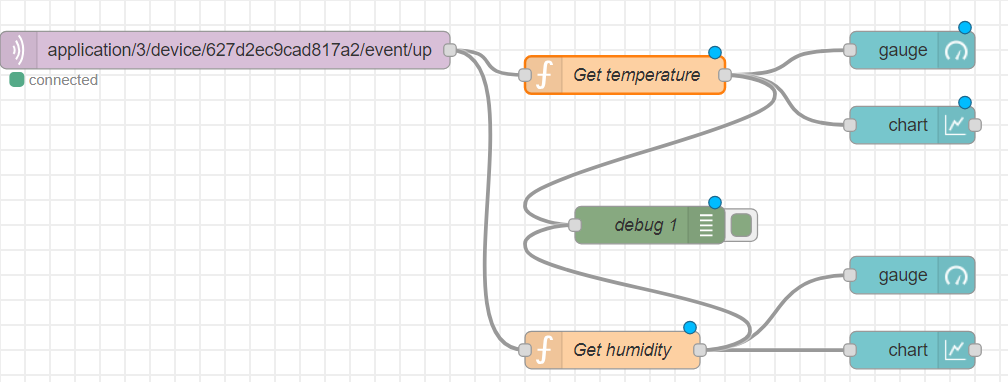 application/3/device/627d2ec9cad817a2/event/up
connected
Get temperature
gauge
chart
debug 1
gauge
Get humidity
chart